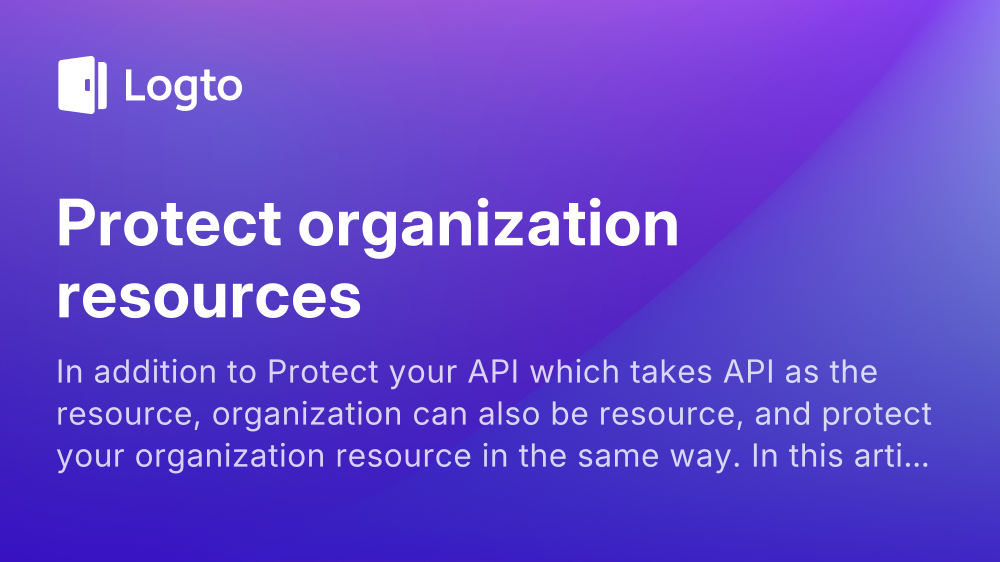 Logto
Protect organization
resources
In addition to Protect your API which takes API as the
resource, organization can also be resource, and protect
your organization resource in the same way. In this arti...